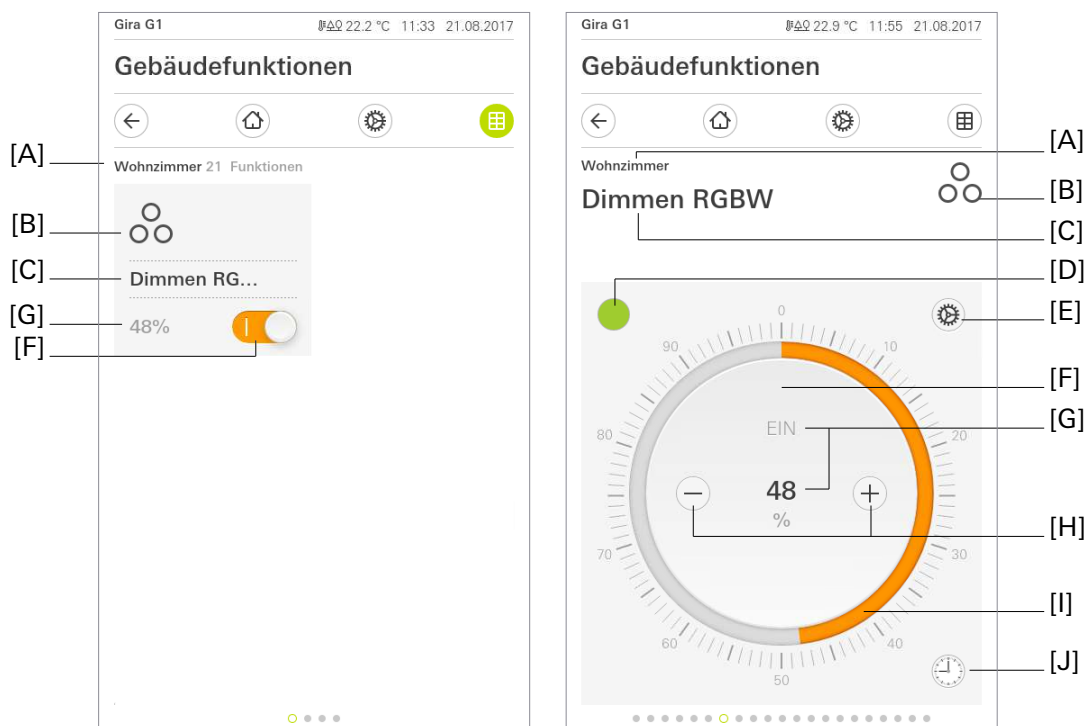 Gira G1 22.2 °C 11:33 21.08.2017
Gebäudefunktionen
[A] Wohnzimmer 21 Funktionen
[B]
[C] Dimmen RG...
[G] 48%
[F]
Gira G1 22.9 °C 11:55 21.08.2017
Gebäudefunktionen
Wohnzimmer [A]
[B]
Dimmen RGBW
[C]
[D]
[E]
0
10
20
30
40
50
60
70
80
90
[F]
EIN [G]
48
%
[H]
[I]
[J]